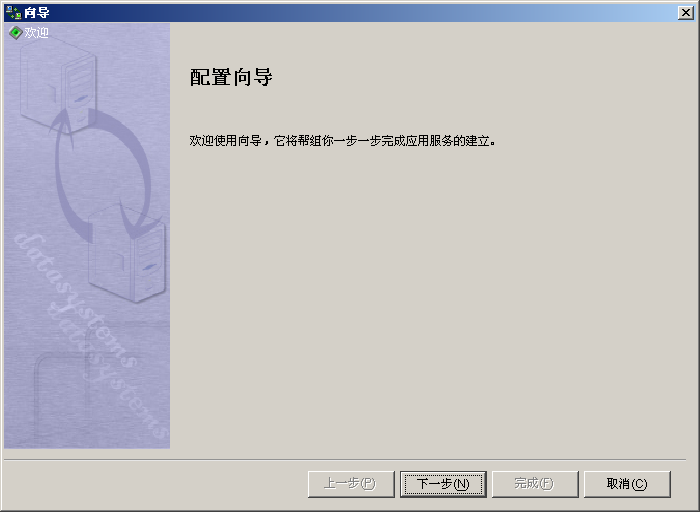 向导
欢迎
配置向导
欢迎使用向导，它将帮组你一步一步完成应用服务的建立。
datasystems
datasystems
上一步(P)
下一步(N)
完成(F)
取消(C)